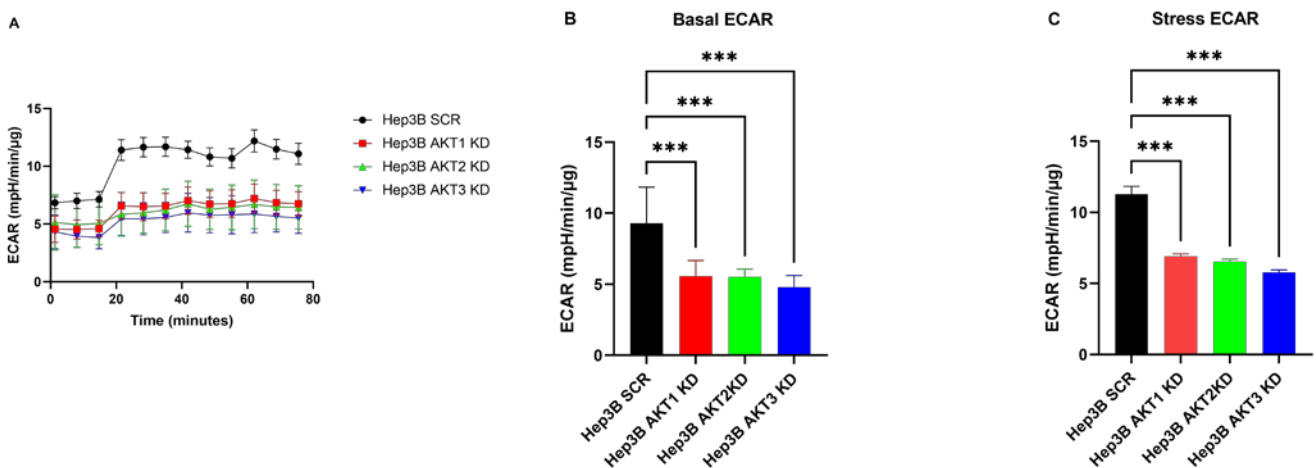 A
ECAR (mpH/min/µg)
15
10
5
0
0
20
40
60
80
Time (minutes)
Hep3B SCR
Hep3B AKT1 KD
Hep3B AKT2 KD
Hep3B AKT3 KD
B
Basal ECAR
***
***
***
ECAR (mpH/min/µg)
15
10
5
0
Hep3B SCR
Hep3B AKT1 KD
Hep3B AKT2KD
Hep3B AKT3 KD
C
Stress ECAR
***
***
***
ECAR (mpH/min/µg)
15
10
5
0
Hep3B SCR
Hep3B AKT1 KD
Hep3B AKT2KD
Hep3B AKT3 KD